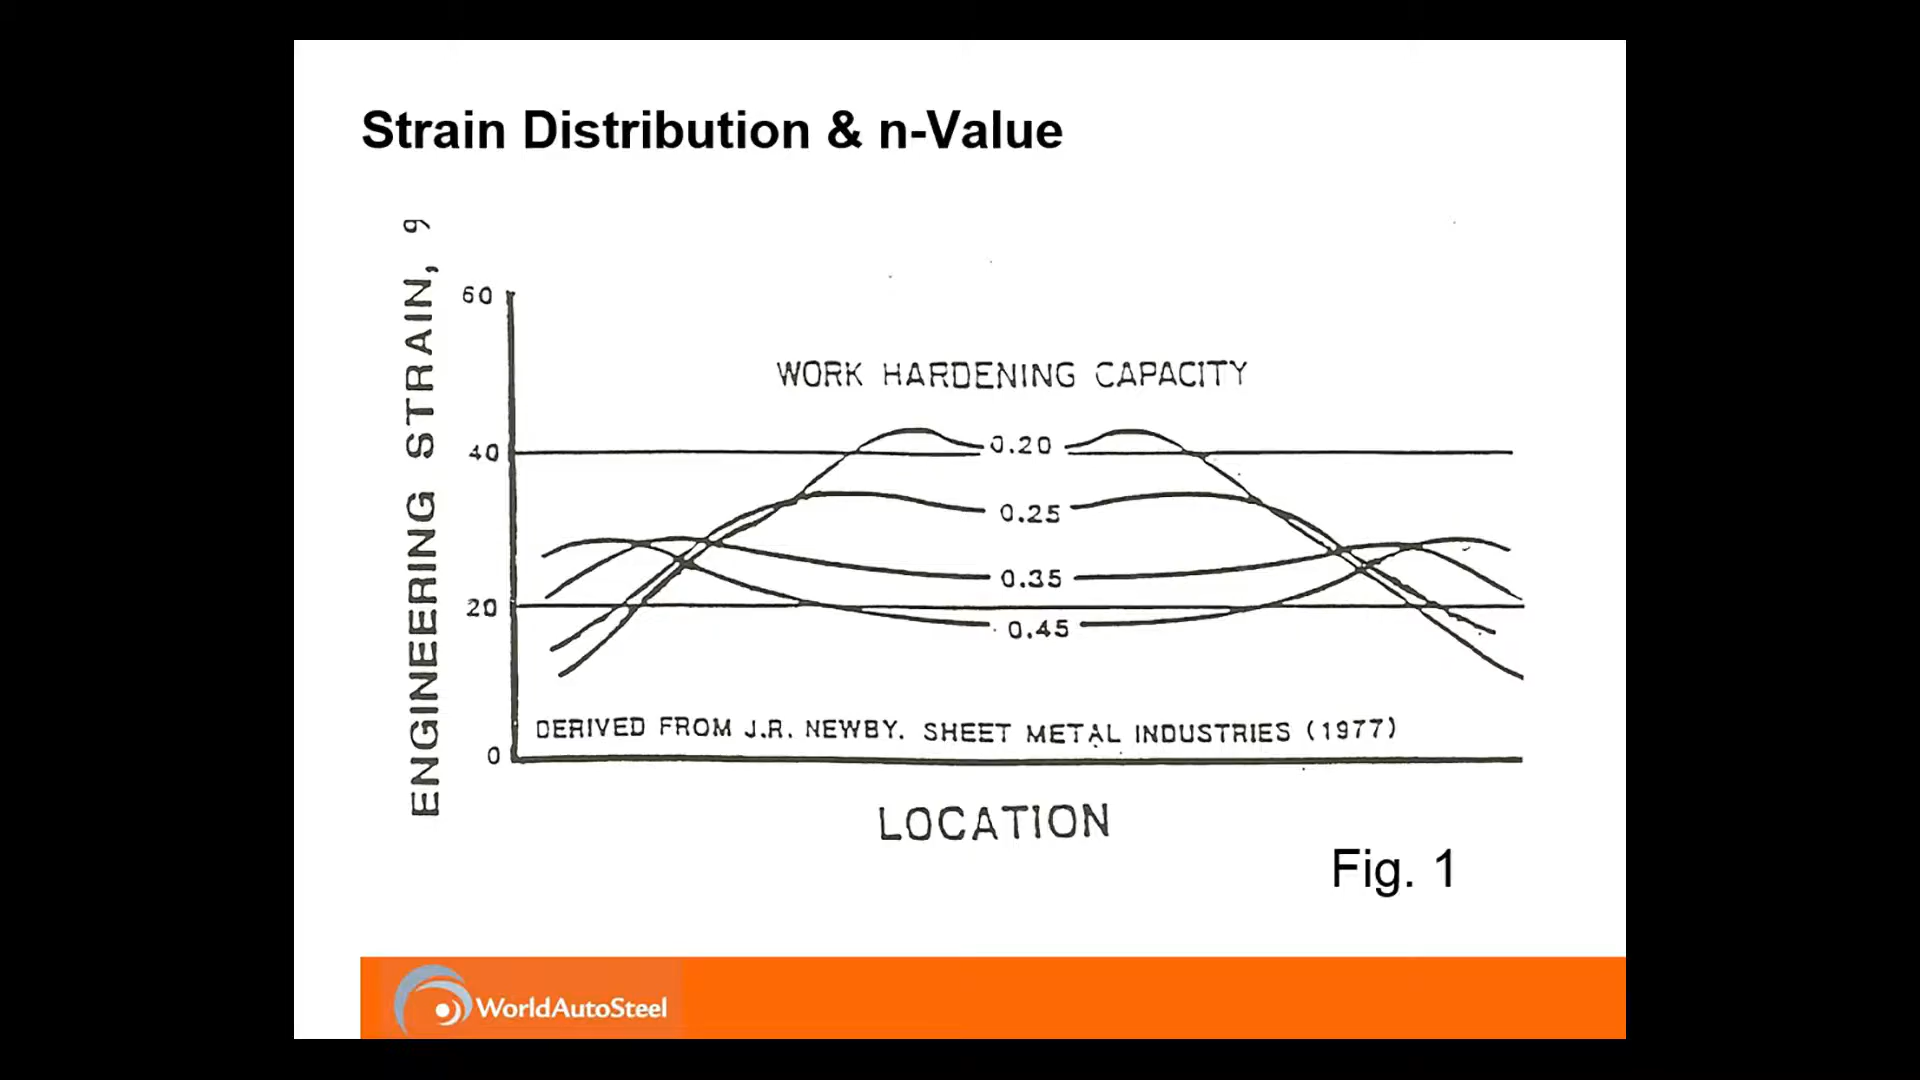 Strain Distribution & n-Value
ENGINEERING STRAIN,
60
40
20
0
WORK HARDENING CAPACITY
0.20
0.25
0.35
0.45
DERIVED FROM J.R. NEWBY. SHEET METAL INDUSTRIES (1977)
LOCATION
Fig. 1
WorldAutoSteel